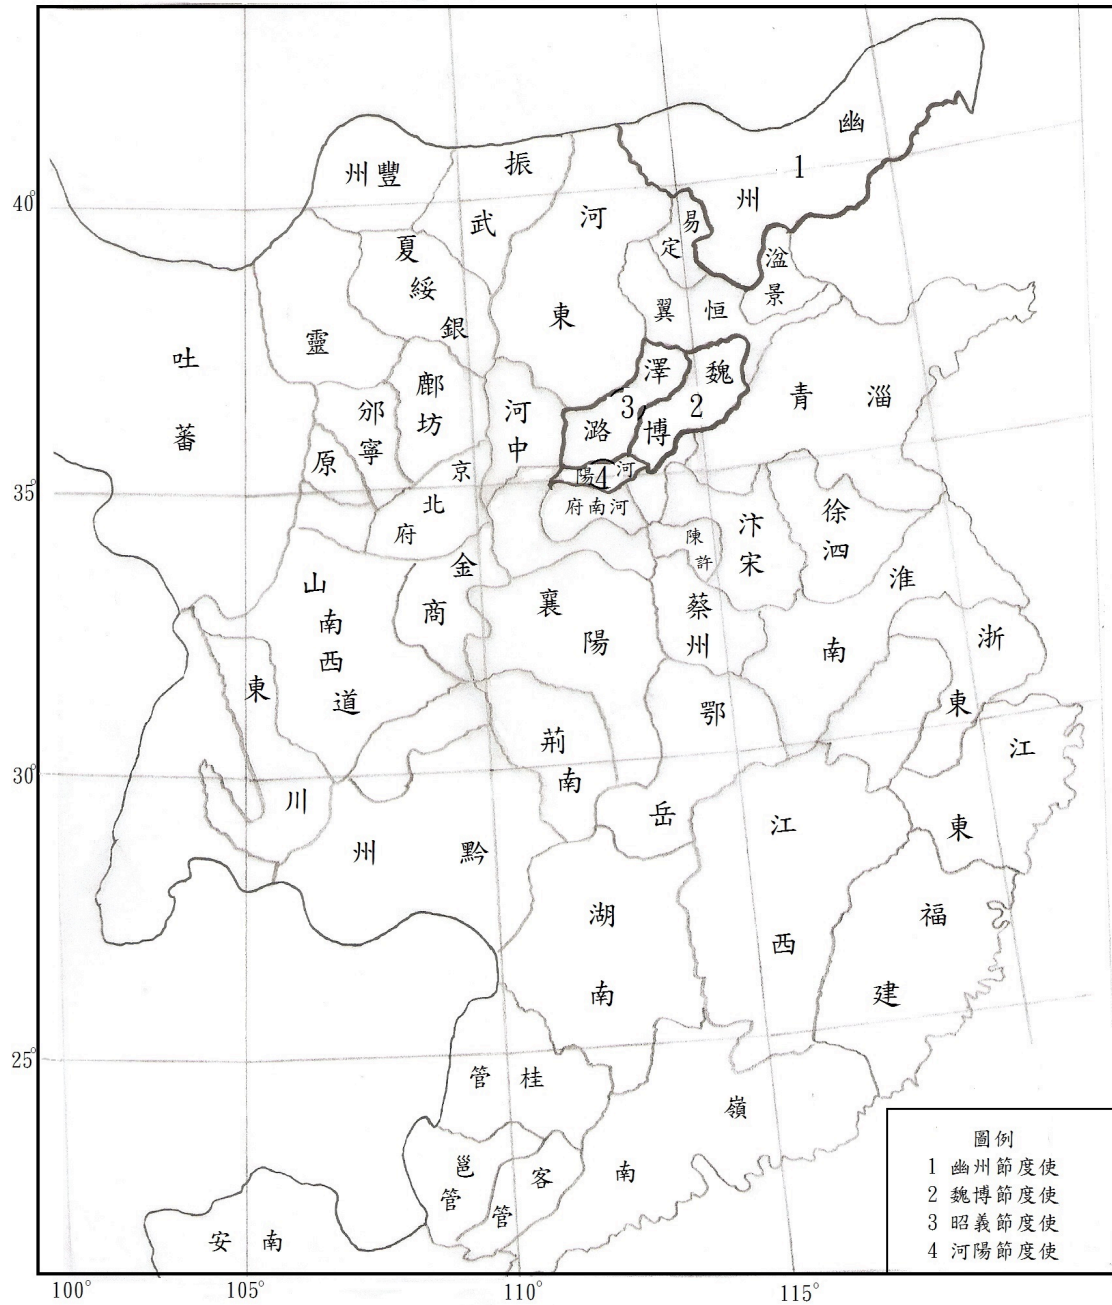 幽
州
1
振
武
州豐
40°
河
東
易
定
湓
景
夏
綏
銀
翼 恒
靈
吐
蕃
鄜
坊
澤
潞
3
魏
博
2
青 淄
邠
寧
河
中
原
京
北
府
河
陽
4
35°
府南河
陳
許
汴
宋
徐
泗
金
商
山
南
西
道
襄
陽
蔡
州
淮
南
浙
東
東
川
鄂
岳
荊
南
江
東
30°
州 黔
江
西
湖
南
福
建
25°
管 桂
嶺
南
邕
管
客
管
安 南
圖例
1 幽州節度使
2 魏博節度使
3 昭義節度使
4 河陽節度使
100° 105° 110° 115°